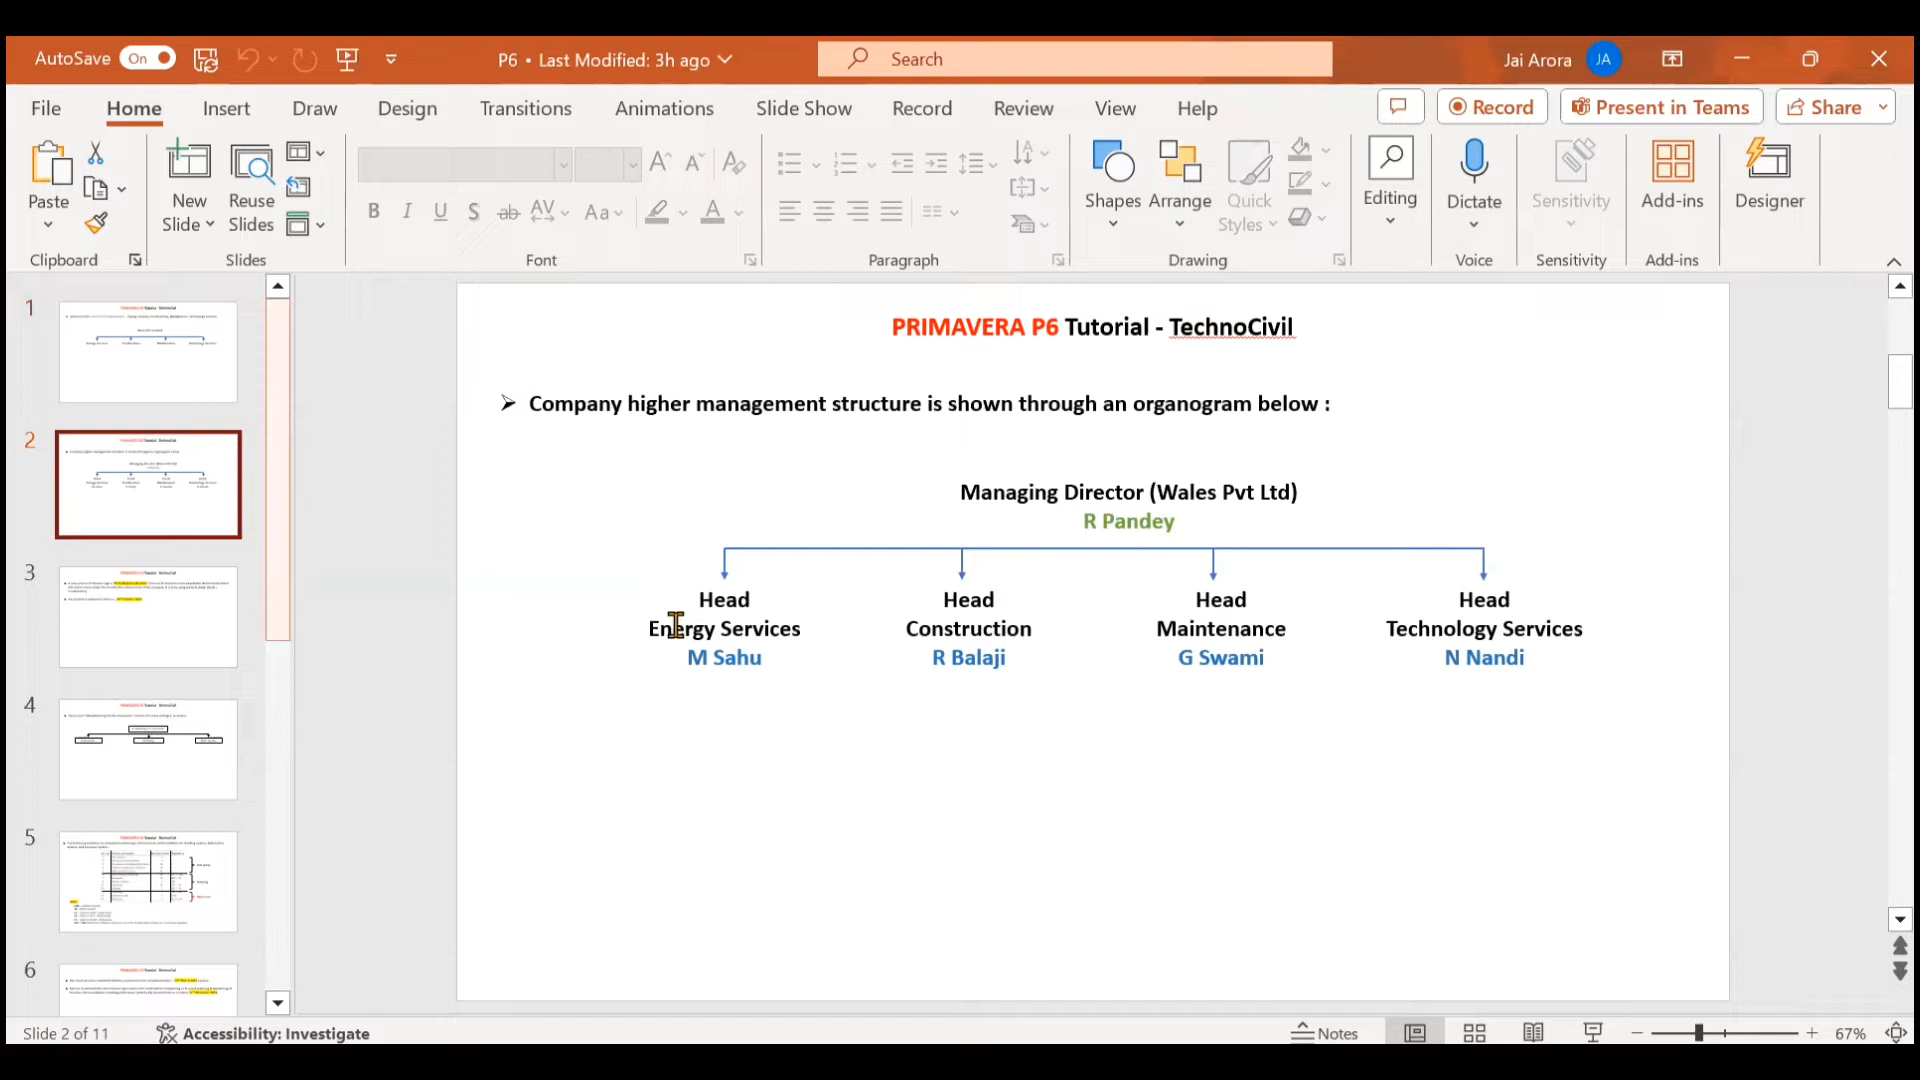 AutoSave On P6 • Last Modified: 3h ago Search Jai Arora JA
File Home Insert Draw Design Transitions Animations Slide Show Record Review View Help Record Present in Teams Share
Paste New Slide Reuse Slides Shapes Arrange Quick Styles Editing Dictate Sensitivity Add-ins Designer
Clipboard Slides Font Paragraph Drawing Voice Sensitivity Add-ins
PRIMAVERA P6 Tutorial - TechnoCivil
Company higher management structure is shown through an organogram below :
Managing Director (Wales Pvt Ltd)
R Pandey
Head Head Head Head
Energy Services Construction Maintenance Technology Services
M Sahu R Balaji G Swami N Nandi
1
2
3
4
5
6
Slide 2 of 11 Accessibility: Investigate Notes 67%